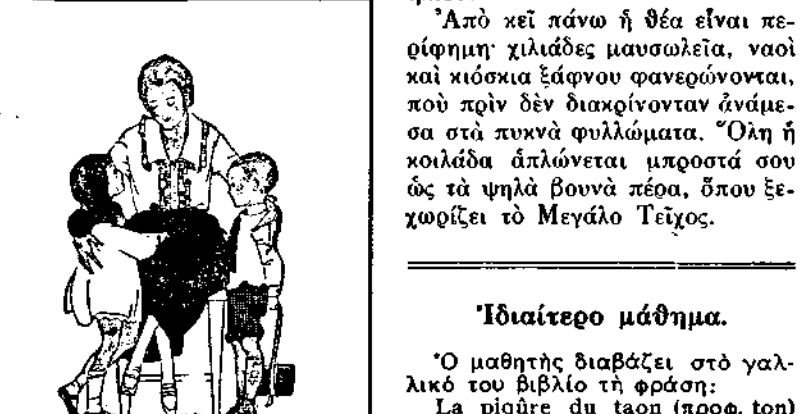 Ἀπὸ κεῖ πάνω ἡ θέα εἶναι πε-
ρίφημη· χιλιάδες μαυσωλεῖα, ναοὶ
καὶ κιόσκια ξάφνου φανερώνονται,
ποὺ πρὶν δὲν διακρίνονταν ἀνάμε-
σα στὰ πυκνὰ φυλλώματα. Ὅλη ἡ
κοιλάδα ἁπλώνεται μπροστά σου
ὡς τὰ ψηλὰ βουνὰ πέρα, ὅπου ξε-
χωρίζει τὸ Μεγάλο Τεῖχος.
Ἰδιαίτερο μάθημα.
Ὁ μαθητὴς διαβάζει στὸ γαλ-
λικό του βιβλίο τὴ φράση:
La piqûre du taon (προφ. ton)